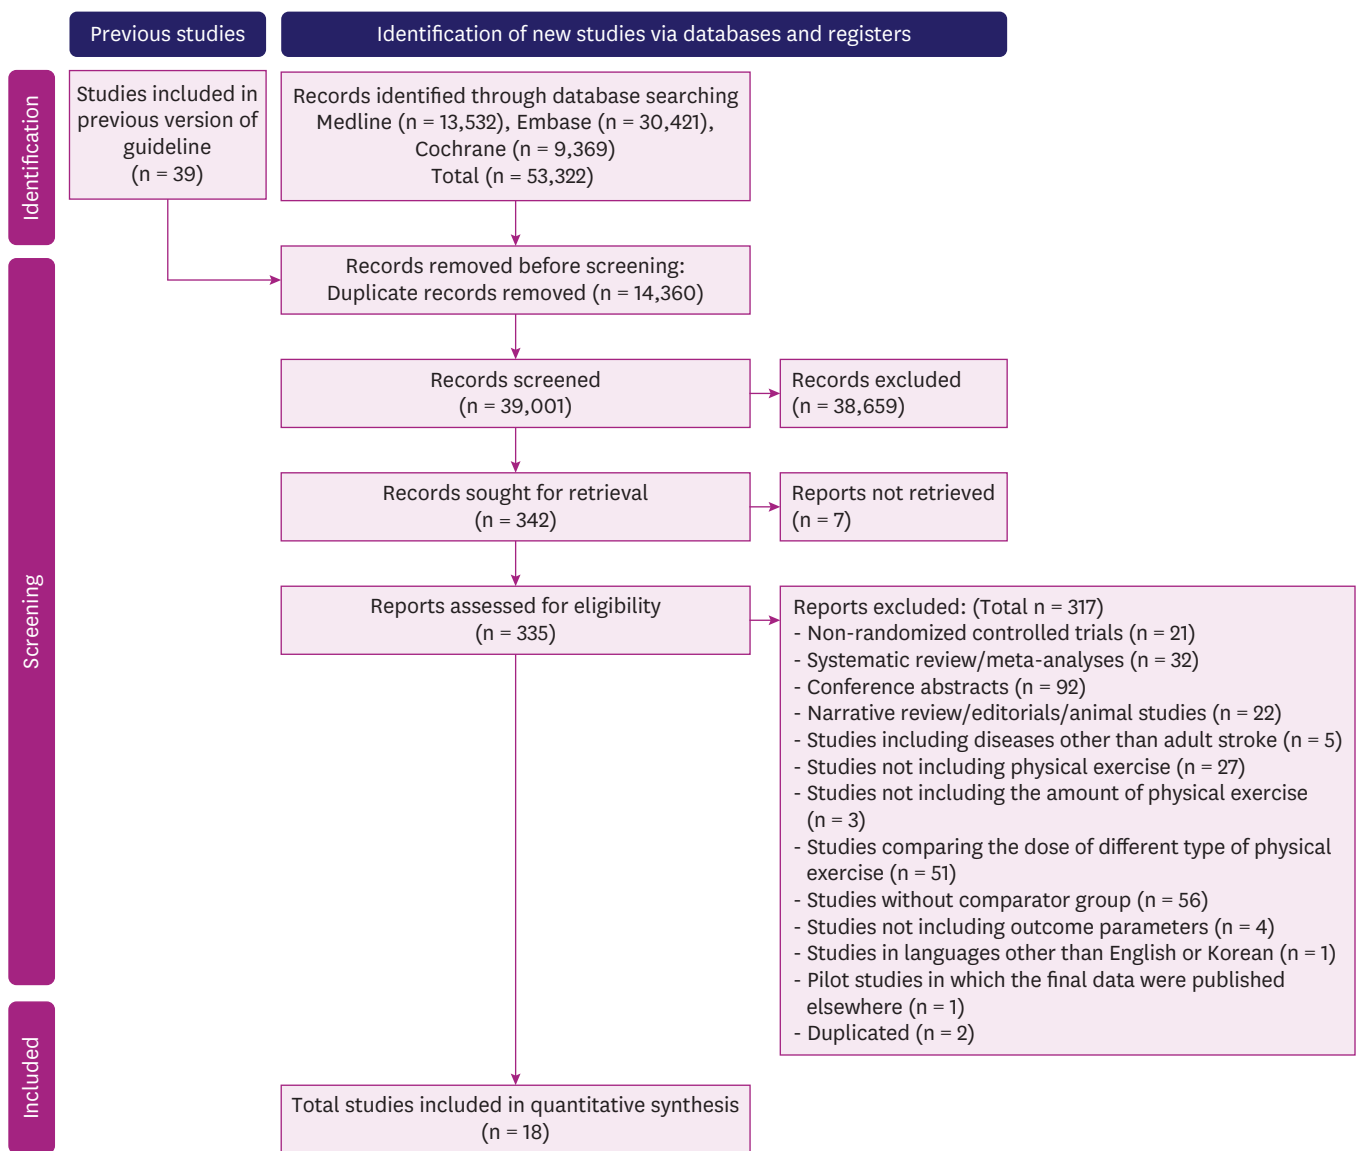 Previous studies
Identification of new studies via databases and registers
Identification
Studies included in
previous version of
guideline
(n = 39)
Records identified through database searching
Medline (n = 13,532), Embase (n = 30,421),
Cochrane (n = 9,369)
Total (n = 53,322)
Screening
Records removed before screening:
Duplicate records removed (n = 14,360)
Records screened
(n = 39,001)
Records excluded
(n = 38,659)
Records sought for retrieval
(n = 342)
Reports not retrieved
(n = 7)
Reports assessed for eligibility
(n = 335)
Reports excluded: (Total n = 317)
- Non-randomized controlled trials (n = 21)
- Systematic review/meta-analyses (n = 32)
- Conference abstracts (n = 92)
- Narrative review/editorials/animal studies (n = 22)
- Studies including diseases other than adult stroke (n = 5)
- Studies not including physical exercise (n = 27)
- Studies not including the amount of physical exercise
(n = 3)
- Studies comparing the dose of different type of physical
exercise (n = 51)
- Studies without comparator group (n = 56)
- Studies not including outcome parameters (n = 4)
- Studies in languages other than English or Korean (n = 1)
- Pilot studies in which the final data were published
elsewhere (n = 1)
- Duplicated (n = 2)
Included
Total studies included in quantitative synthesis
(n = 18)